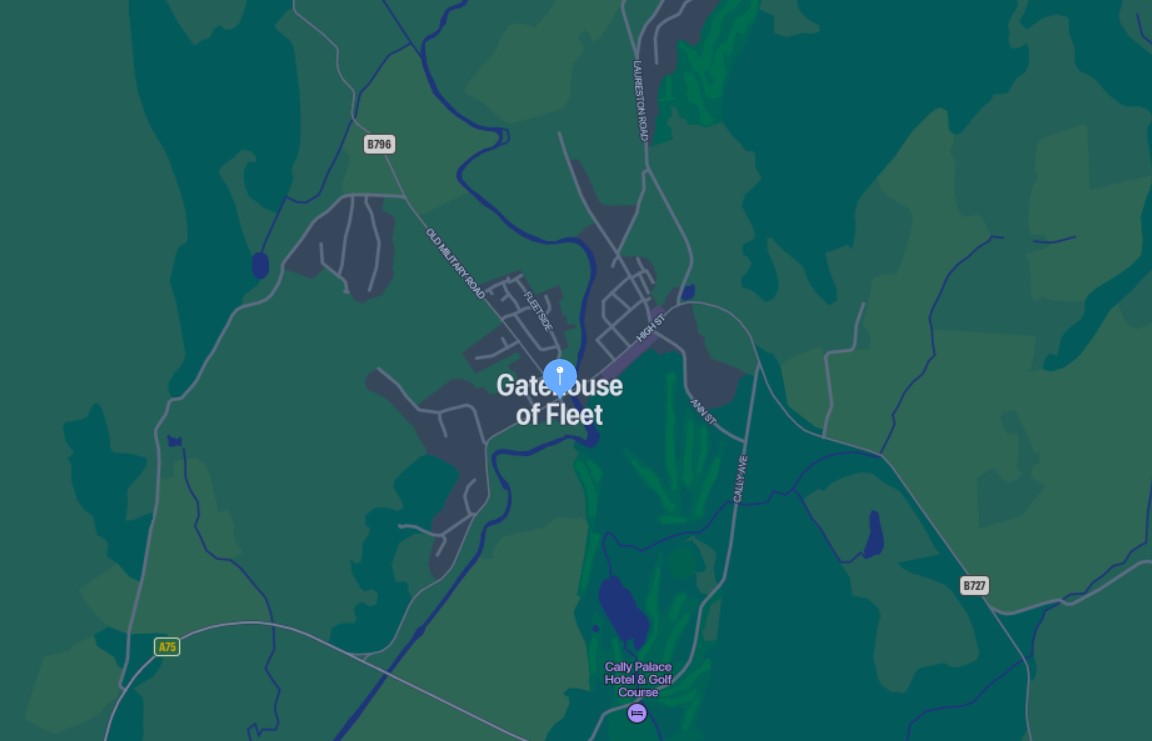 LAURIESTON ROAD
B796
OLD MILITARY ROAD
FLEETSIDE
HIGH ST
Gatehouse
of Fleet
ANN ST
CALLY AVE
B727
A75
Cally Palace
Hotel & Golf
Course